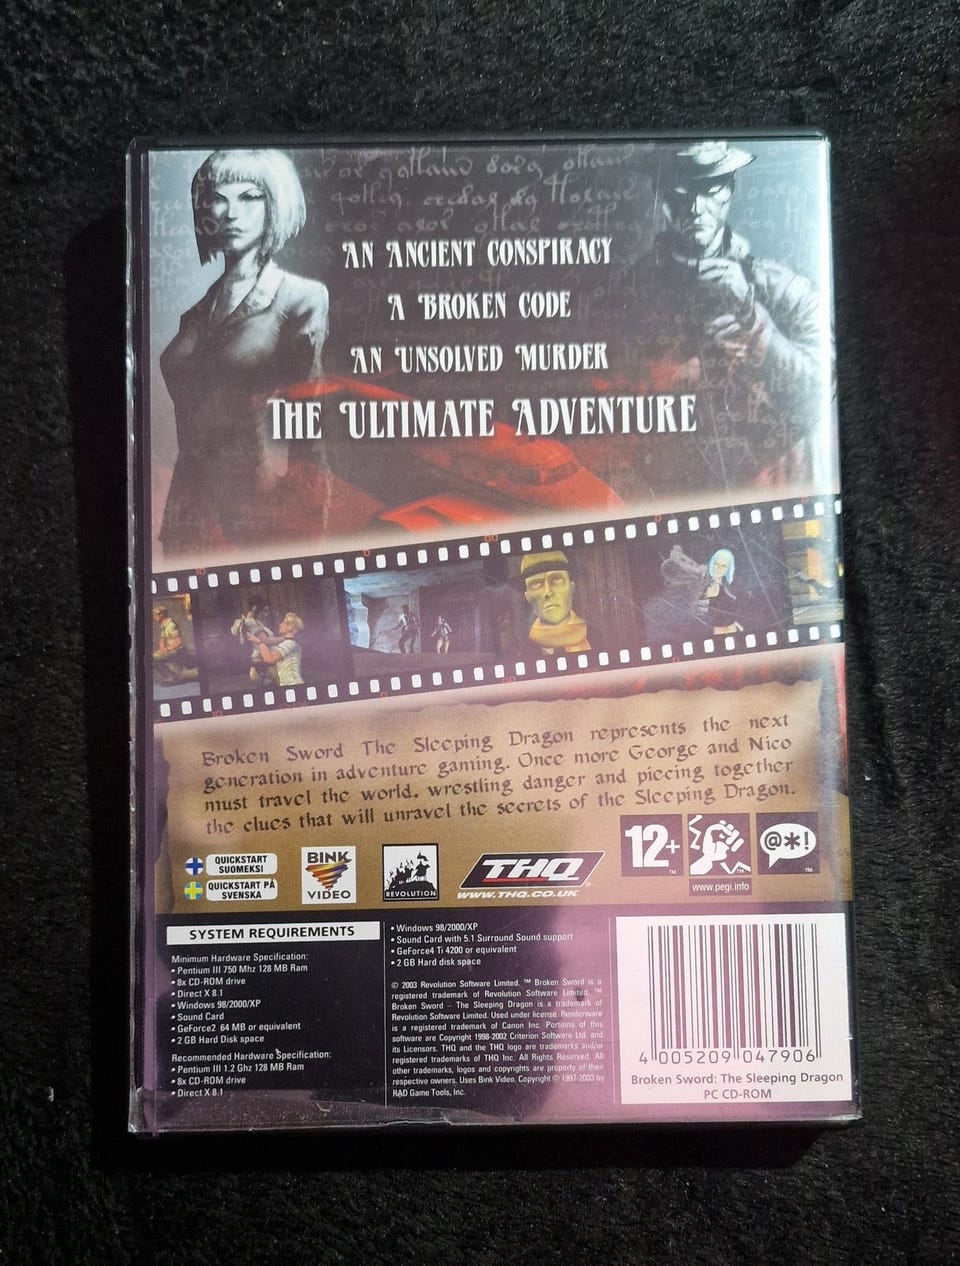 AN ANCIENT CONSPIRACY
A BROKEN CODE
AN UNSOLVED MURDER
THE ULTIMATE ADVENTURE
Broken Sword The Sleeping Dragon represents the next
generation in adventure gaming. Once more George and Nico
must travel the world, wrestling danger and piecing together
the clues that will unravel the secrets of the Sleeping Dragon.
QUICKSTART
SUOMEKSI
QUICKSTART PÅ
SVENSKA
BINK
VIDEO
REVOLUTION
THQ
WWW.THQ.CO.UK
12+
™
™
www.pegi.info
@*!
™
SYSTEM REQUIREMENTS
Minimum Hardware Specification:
• Pentium III 750 Mhz 128 MB Ram
• 8x CD-ROM drive
• Direct X 8.1
• Windows 98/2000/XP
• Sound Card
• GeForce2 64 MB or equivalent
• 2 GB Hard Disk space
Recommended Hardware Specification:
• Pentium III 1.2 Ghz 128 MB Ram
• 8x CD-ROM drive
• Direct X 8.1
• Windows 98/2000/XP
• Sound Card with 5.1 Surround Sound support
• GeForce4 Ti 4200 or equivalent
• 2 GB Hard disk space
© 2003 Revolution Software Limited. ™ Broken Sword is a
registered trademark of Revolution Software Limited. ™
Broken Sword – The Sleeping Dragon is a trademark of
Revolution Software Limited. Used under license. Renderware
is a registered trademark of Canon Inc. Portions of this
software are Copyright 1998-2002 Criterion Software Ltd. and
its Licensors. THQ and the THQ logo are trademarks and/or
registered trademarks of THQ Inc. All Rights Reserved. All
other trademarks, logos and copyrights are property of their
respective owners. Uses Bink Video. Copyright © 1997-2003 by
RAD Game Tools, Inc.
4 005209 047906
Broken Sword: The Sleeping Dragon
PC CD-ROM